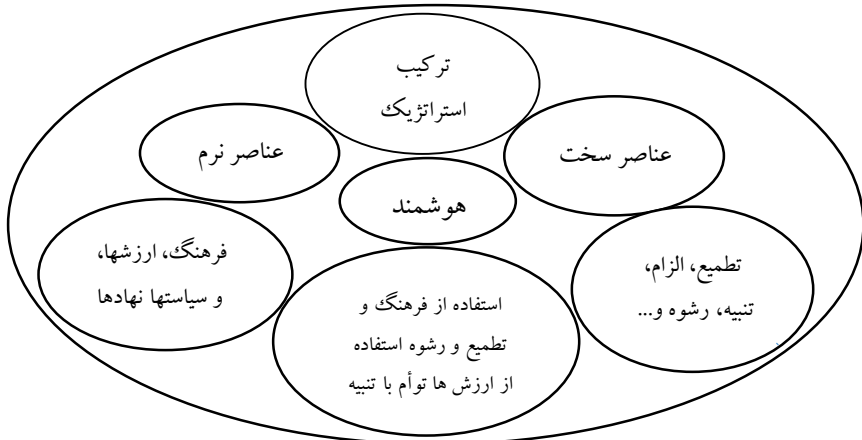 ترکیب
استراتژیک
عناصر سخت
عناصر نرم
هوشمند
تطمیع، الزام،
تنبیه، رشوه و...
فرهنگ، ارزشها،
و سیاستها نهادها
استفاده از فرهنگ و
تطمیع و رشوه استفاده
از ارزش ها توأم با تنبیه